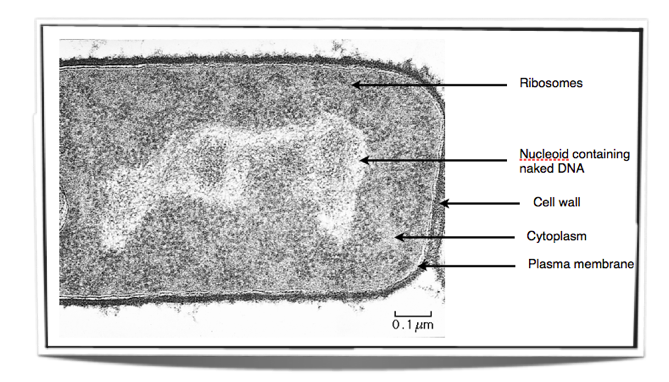 Ribosomes
Nucleoid containing
naked DNA
Cell wall
Cytoplasm
Plasma membrane
0.1 µm